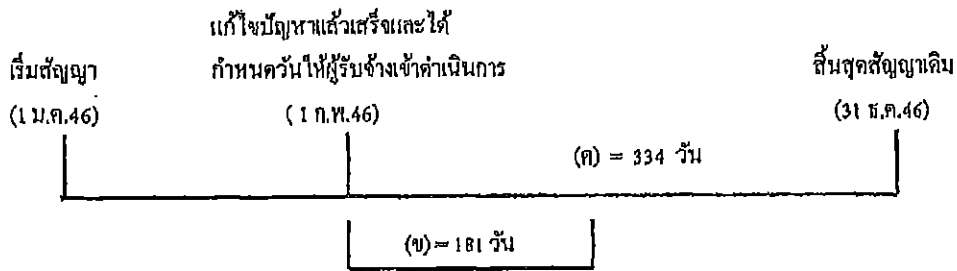 แก้ไขปัญหาแล้วเสร็จและได้
เริ่มสัญญา กำหนดวันให้ผู้รับจ้างเข้าดำเนินการ สิ้นสุดสัญญาเดิม
(1 ม.ค.46) (1 ก.พ.46) (31 ธ.ค.46)
(ค) = 334 วัน
(ข) = 181 วัน